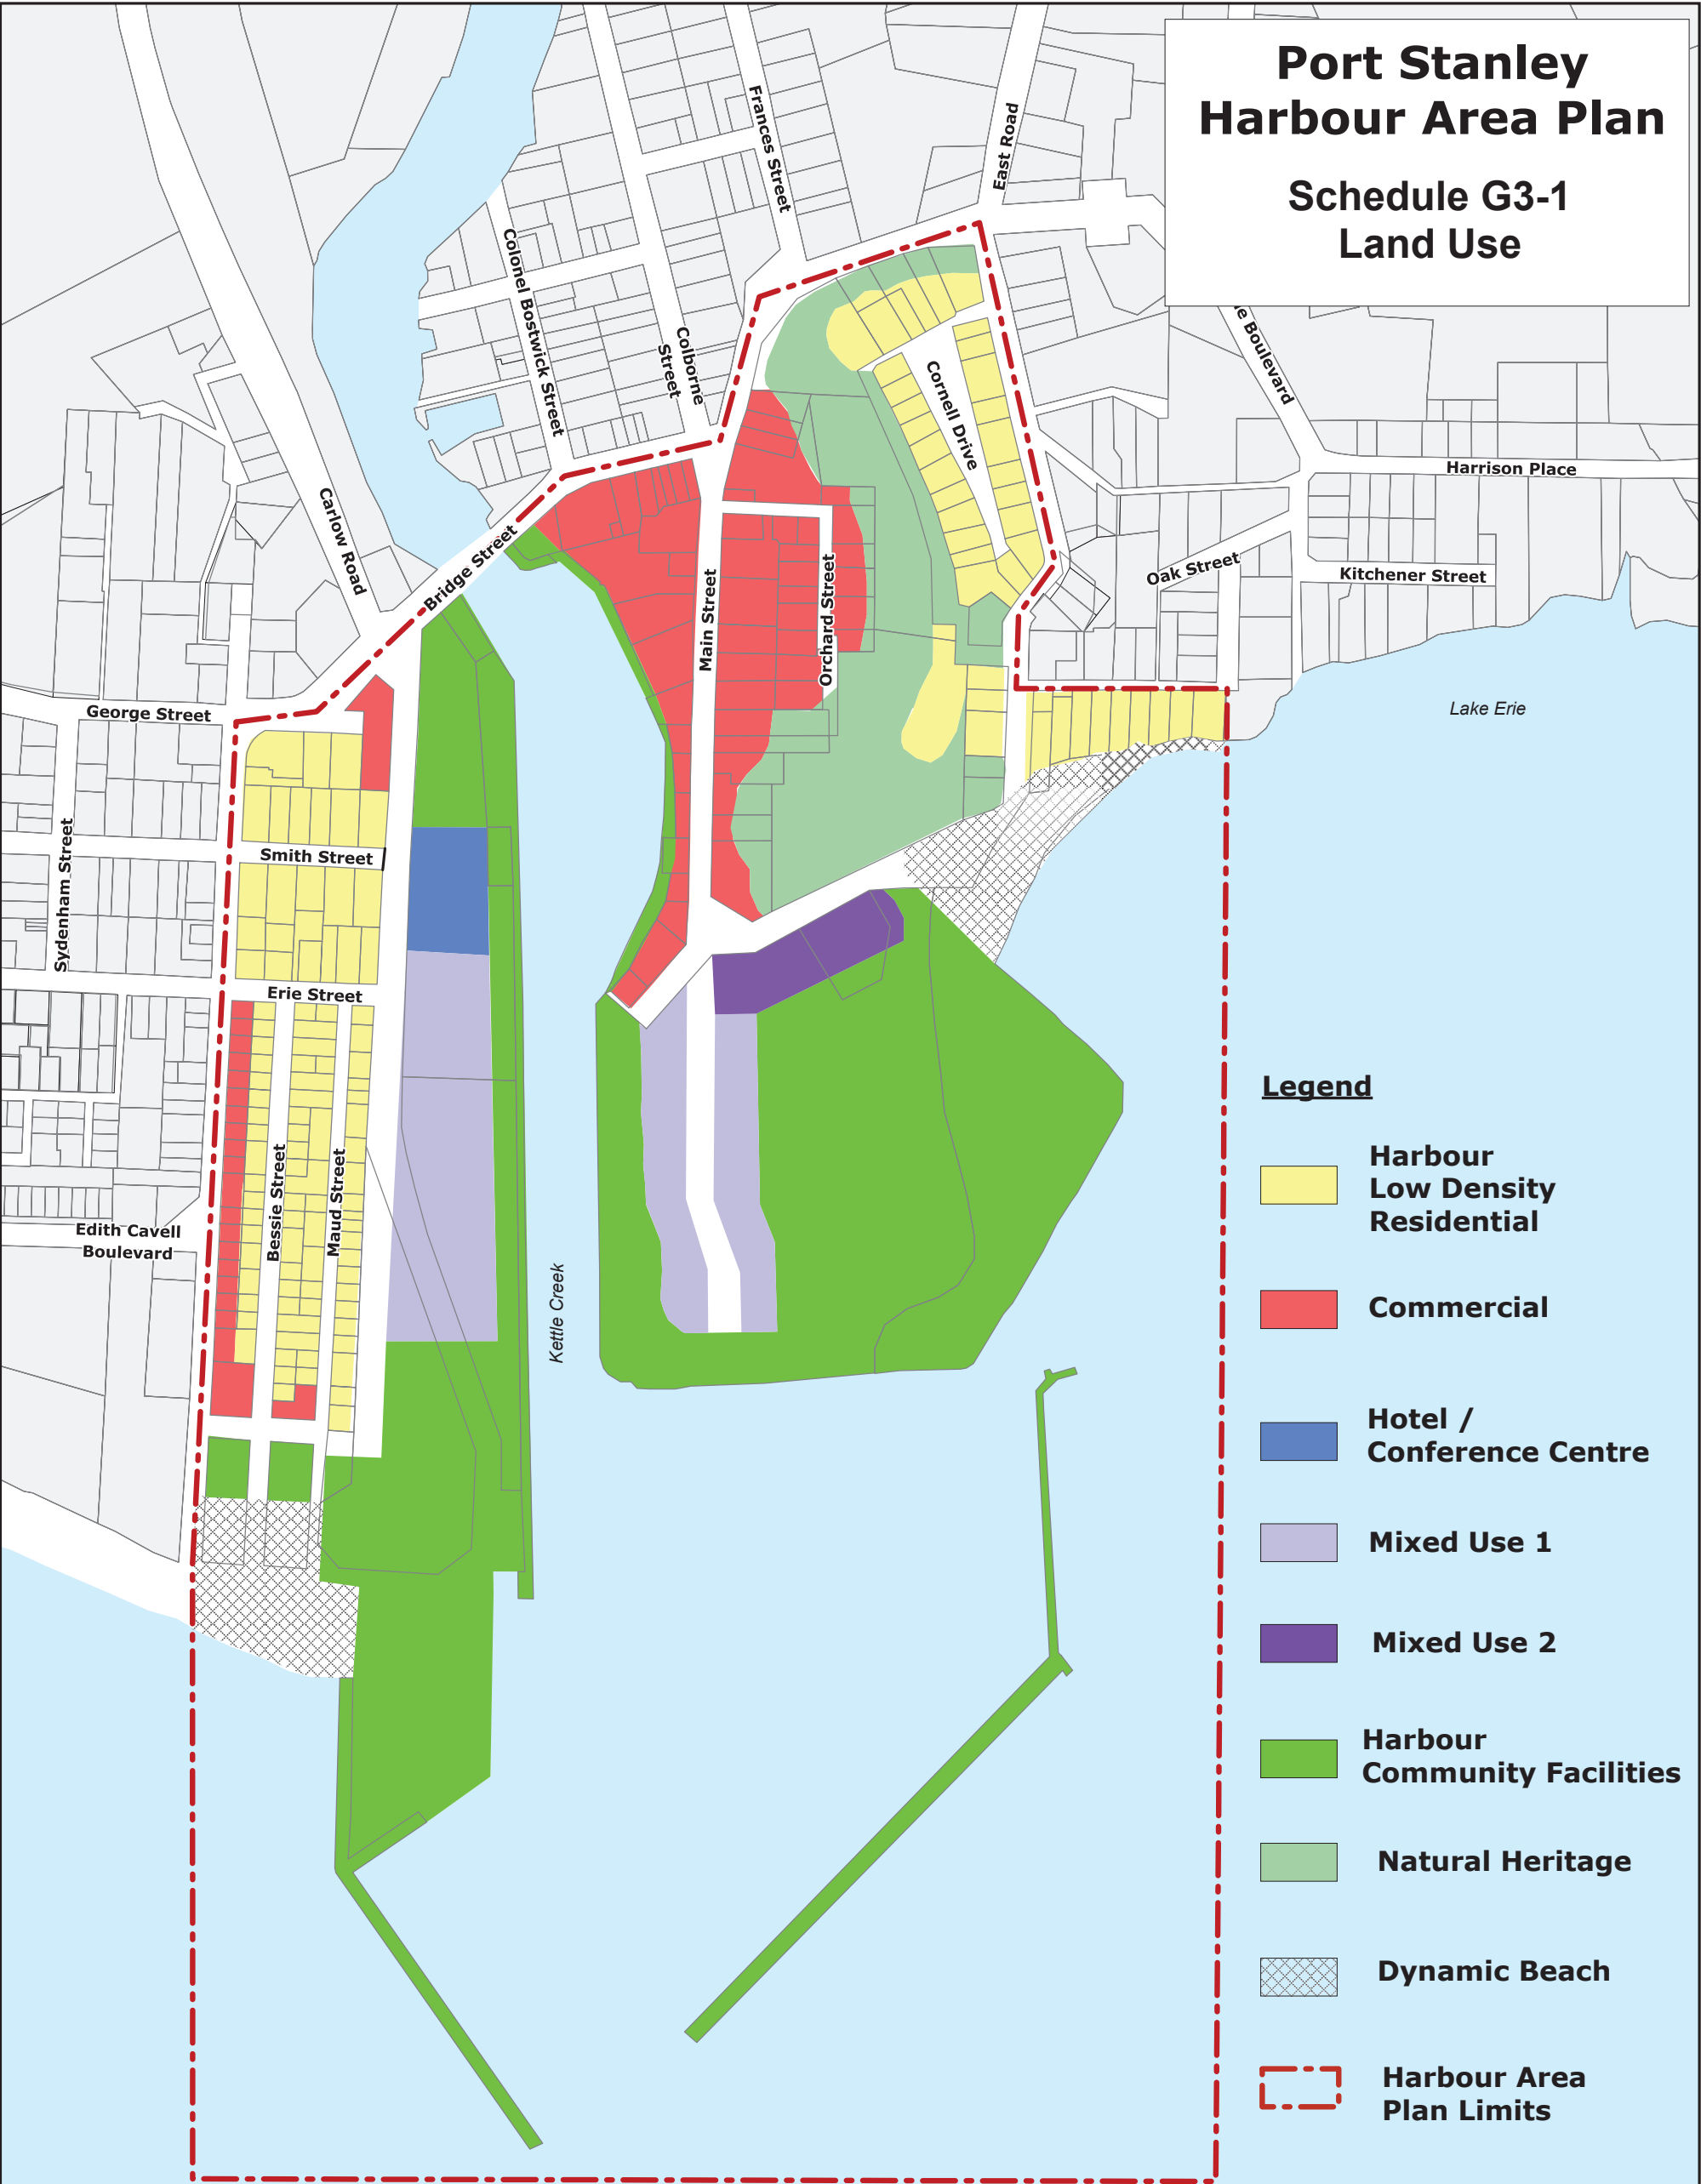 Port Stanley
Harbour Area Plan
Schedule G3-1
Land Use
Frances Street
East Road
Colonel Bostwick Street
Colborne
Street
Boulevard
Cornell Drive
Harrison Place
Carlow Road
Bridge Street
Oak Street
Kitchener Street
Main Street
Orchard Street
George Street
Lake Erie
Smith Street
Sydenham Street
Erie Street
Bessie Street
Maud Street
Edith Cavell
Boulevard
Kettle Creek
Legend
Harbour
Low Density
Residential
Commercial
Hotel /
Conference Centre
Mixed Use 1
Mixed Use 2
Harbour
Community Facilities
Natural Heritage
Dynamic Beach
Harbour Area
Plan Limits